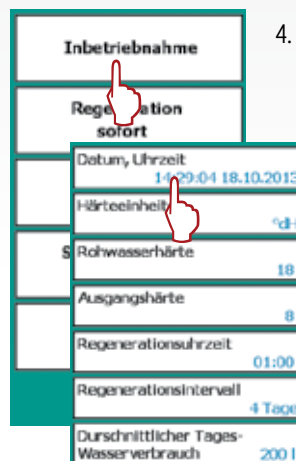 4.
Inbetriebnahme
Regeneration
sofort
S
Datum, Uhrzeit
14:29:04 18.10.2013
Härteeinheit
°dH
Rohwasserhärte
18
Ausgangshärte
8
Regenerationsuhrzeit
01:00
Regenerationsintervall
4 Tage
Durschnittlicher Tages-
Wasserverbrauch
200 l